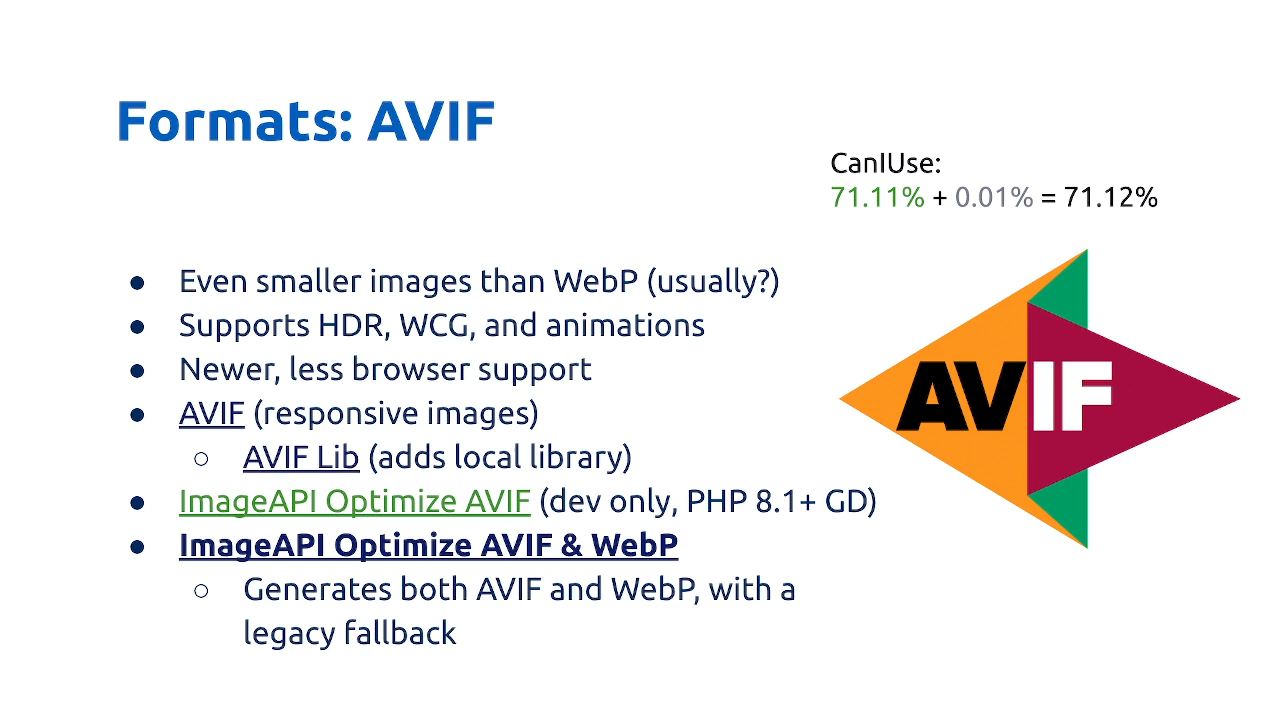 Formats: AVIF
CanIUse:
71.11% + 0.01% = 71.12%
● Even smaller images than WebP (usually?)
● Supports HDR, WCG, and animations
● Newer, less browser support
● AVIF (responsive images)
○ AVIF Lib (adds local library)
● ImageAPI Optimize AVIF (dev only, PHP 8.1+ GD)
● ImageAPI Optimize AVIF & WebP
○ Generates both AVIF and WebP, with a
legacy fallback
AVIF